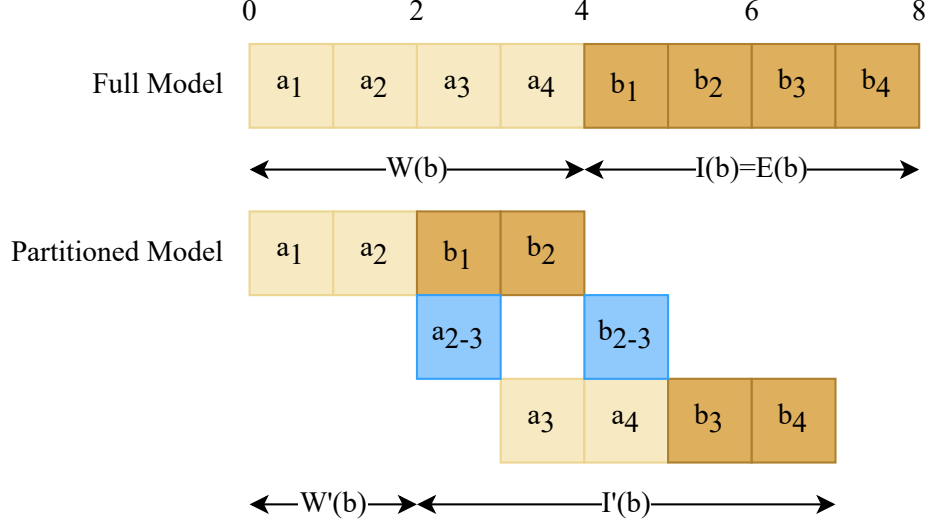 0 2 4 6 8
Full Model a1 a2 a3 a4 b1 b2 b3 b4
W(b) I(b)=E(b)
Partitioned Model a1 a2 b1 b2
a2-3 b2-3
a3 a4 b3 b4
W'(b) I'(b)